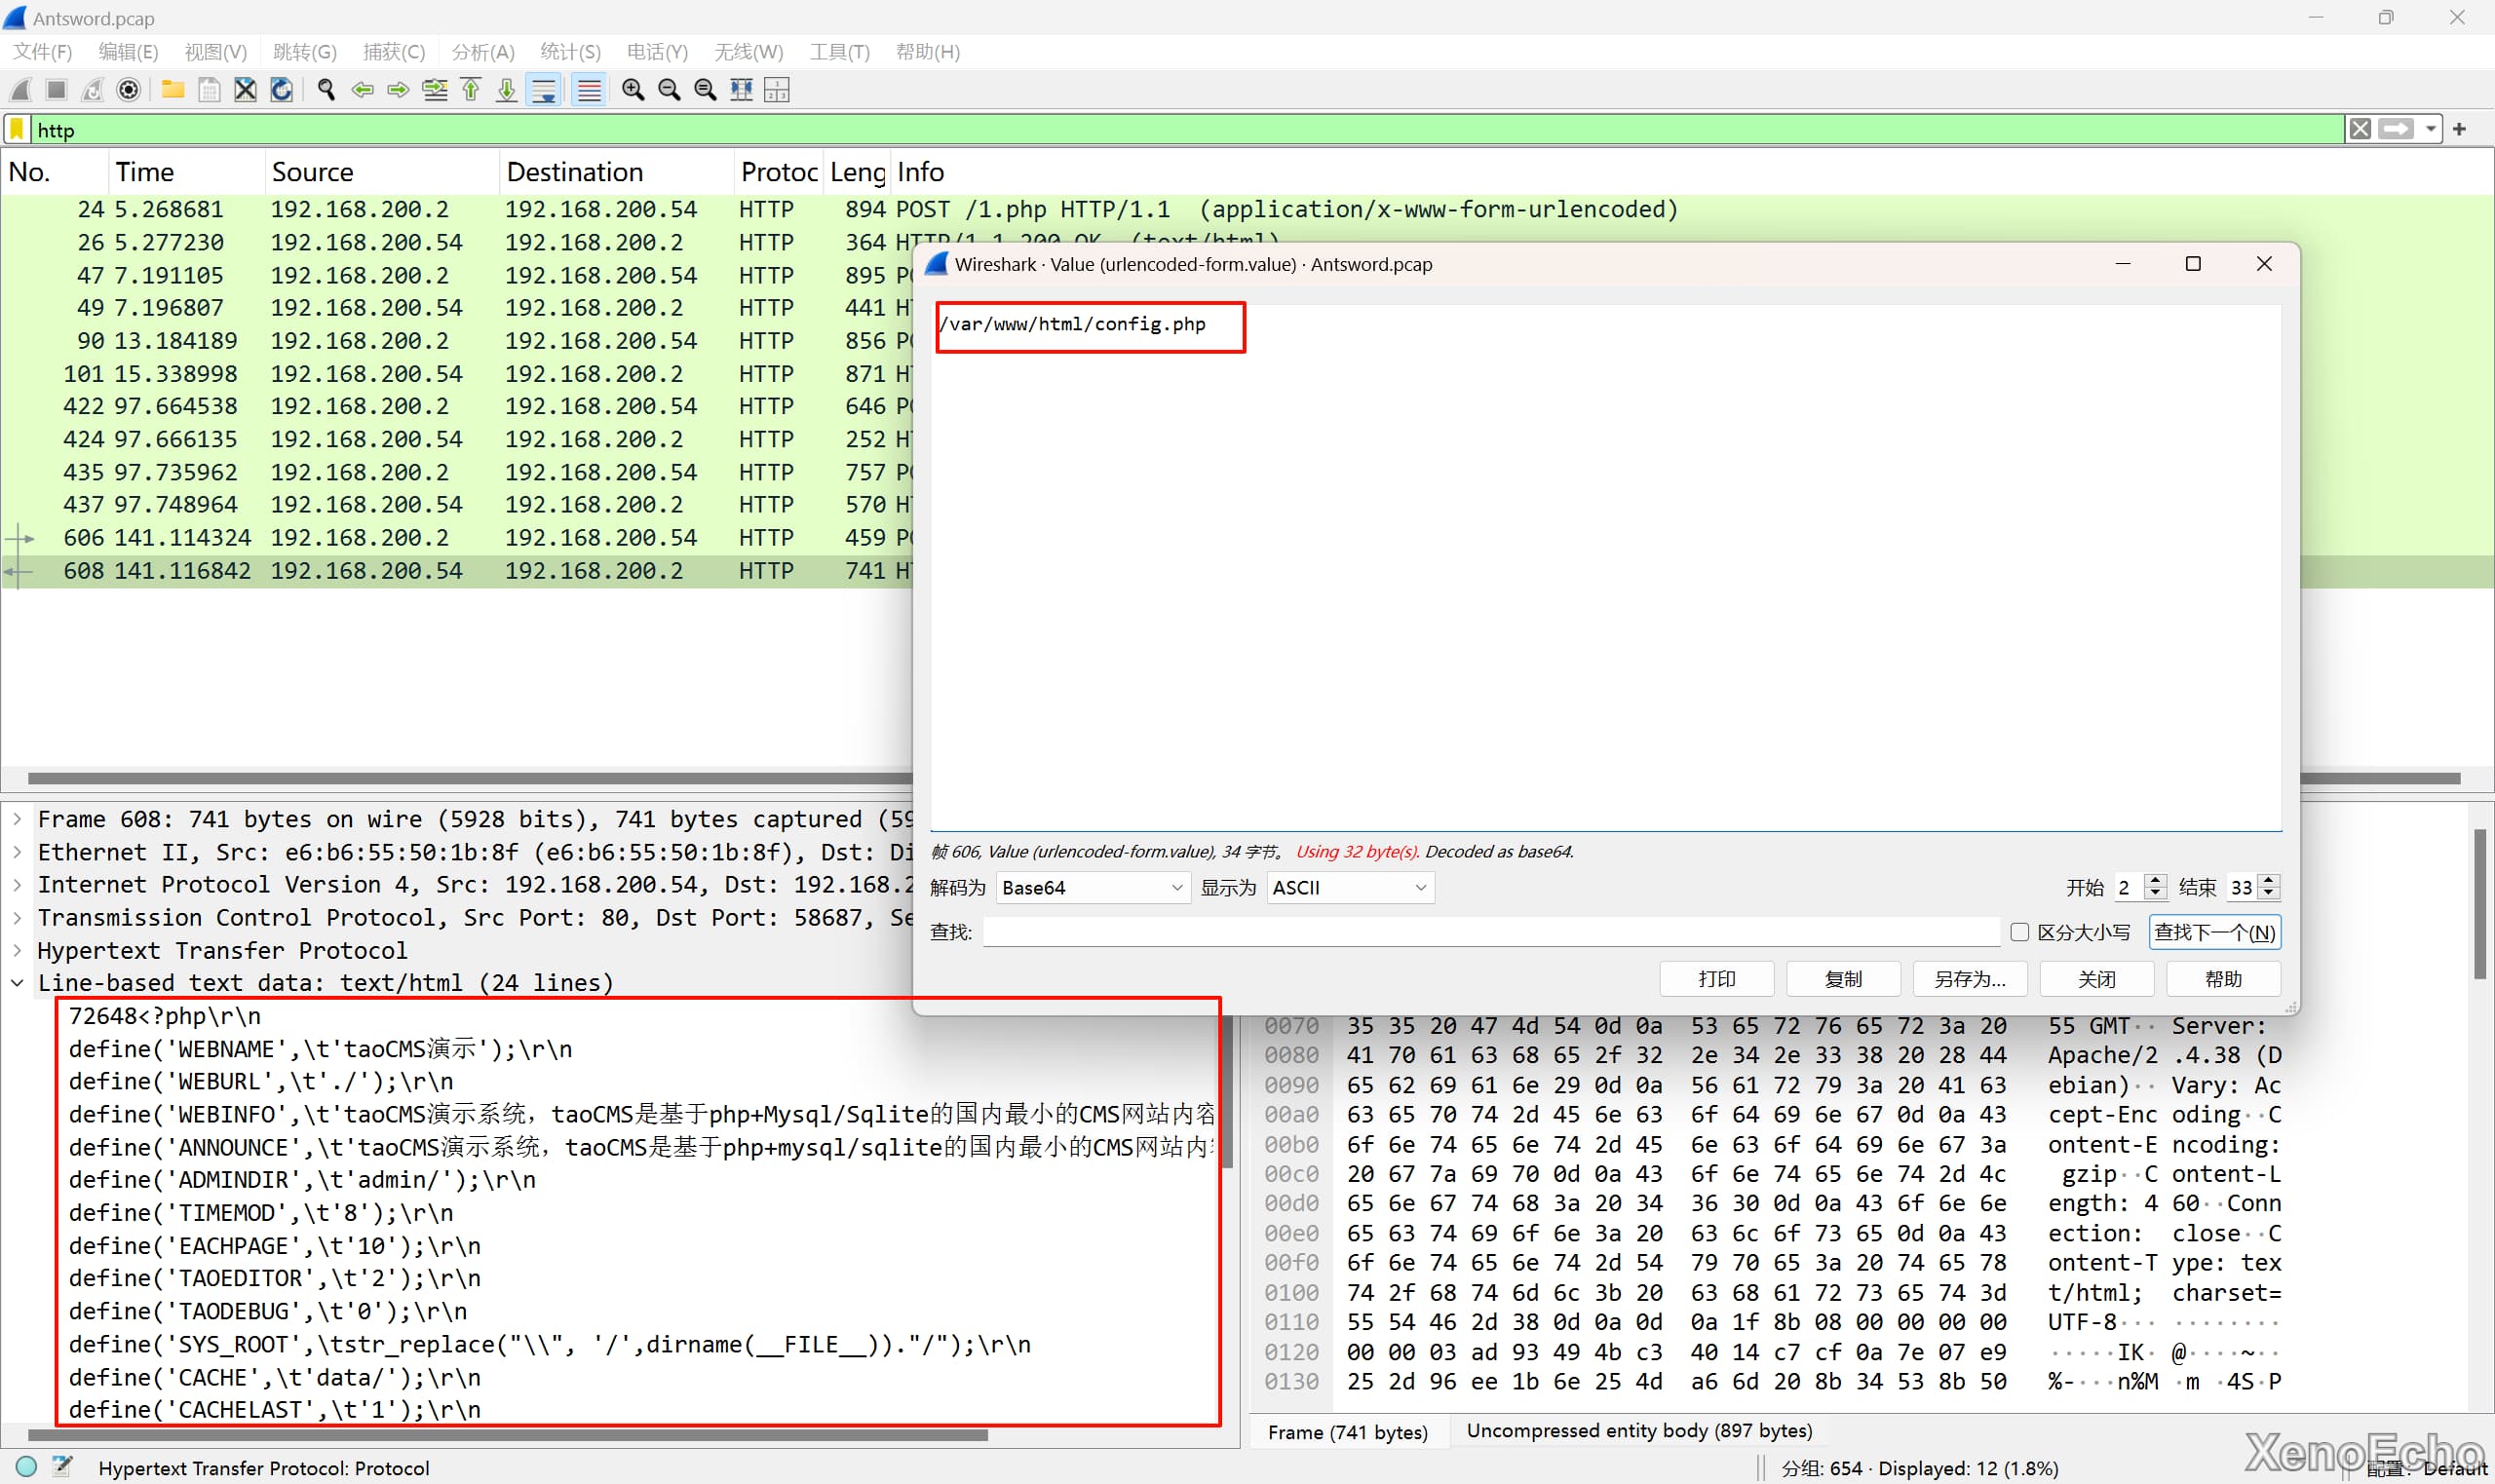 Antsword.pcap
文件(F) 编辑(E) 视图(V) 跳转(G) 捕获(C) 分析(A) 统计(S) 电话(Y) 无线(W) 工具(T) 帮助(H)
http
No. Time Source Destination Protoc Leng Info
24 5.268681 192.168.200.2 192.168.200.54 HTTP 894 POST /1.php HTTP/1.1 (application/x-www-form-urlencoded)
26 5.277230 192.168.200.54 192.168.200.2 HTTP 364 HTTP/1.1 200 OK (text/html)
47 7.191105 192.168.200.2 192.168.200.54 HTTP 895
49 7.196807 192.168.200.54 192.168.200.2 HTTP 441
90 13.184189 192.168.200.2 192.168.200.54 HTTP 856
101 15.338998 192.168.200.54 192.168.200.2 HTTP 871
422 97.664538 192.168.200.2 192.168.200.54 HTTP 646
424 97.666135 192.168.200.54 192.168.200.2 HTTP 252
435 97.735962 192.168.200.2 192.168.200.54 HTTP 757
437 97.748964 192.168.200.54 192.168.200.2 HTTP 570
606 141.114324 192.168.200.2 192.168.200.54 HTTP 459
608 141.116842 192.168.200.54 192.168.200.2 HTTP 741
Wireshark · Value (urlencoded-form.value) · Antsword.pcap
/var/www/html/config.php
帧 606, Value (urlencoded-form.value), 34 字节。 Using 32 byte(s). Decoded as base64.
解码为 Base64 显示为 ASCII 开始 2 结束 33
查找: 区分大小写 查找下一个(N)
打印 复制 另存为... 关闭 帮助
Frame 608: 741 bytes on wire (5928 bits), 741 bytes captured (59
Ethernet II, Src: e6:b6:55:50:1b:8f (e6:b6:55:50:1b:8f), Dst: Di
Internet Protocol Version 4, Src: 192.168.200.54, Dst: 192.168.2
Transmission Control Protocol, Src Port: 80, Dst Port: 58687, Se
Hypertext Transfer Protocol
Line-based text data: text/html (24 lines)
72648<?php\r\n
define('WEBNAME',\t'taoCMS演示');\r\n
define('WEBURL',\t'./');\r\n
define('WEBINFO',\t'taoCMS演示系统，taoCMS是基于php+Mysql/Sqlite的国内最小的CMS网站内容
define('ANNOUNCE',\t'taoCMS演示系统，taoCMS是基于php+mysql/sqlite的国内最小的CMS网站内
define('ADMINDIR',\t'admin/');\r\n
define('TIMEMOD',\t'8');\r\n
define('EACHPAGE',\t'10');\r\n
define('TAOEDITOR',\t'2');\r\n
define('TAODEBUG',\t'0');\r\n
define('SYS_ROOT',\tstr_replace("\\", '/',dirname(__FILE__))."/");\r\n
define('CACHE',\t'data/');\r\n
define('CACHELAST',\t'1');\r\n
0070 35 35 20 47 4d 54 0d 0a 53 65 72 76 65 72 3a 20 55 GMT·· Server:
0080 41 70 61 63 68 65 2f 32 2e 34 2e 33 38 20 28 44 Apache/2 .4.38 (D
0090 65 62 69 61 6e 29 0d 0a 56 61 72 79 3a 20 41 63 ebian)·· Vary: Ac
00a0 63 65 70 74 2d 45 6e 63 6f 64 69 6e 67 0d 0a 43 cept-Enc oding··C
00b0 6f 6e 74 65 6e 74 2d 45 6e 63 6f 64 69 6e 67 3a ontent-E ncoding:
00c0 20 67 7a 69 70 0d 0a 43 6f 6e 74 65 6e 74 2d 4c gzip··C ontent-L
00d0 65 6e 67 74 68 3a 20 34 36 30 0d 0a 43 6f 6e 6e ength: 4 60··Conn
00e0 65 63 74 69 6f 6e 3a 20 63 6c 6f 73 65 0d 0a 43 ection: close··C
00f0 6f 6e 74 65 6e 74 2d 54 79 70 65 3a 20 74 65 78 ontent-T ype: tex
0100 74 2f 68 74 6d 6c 3b 20 63 68 61 72 73 65 74 3d t/html; charset=
0110 55 54 46 2d 38 0d 0a 0d 0a 1f 8b 08 00 00 00 00 UTF-8··· ········
0120 00 00 03 ad 93 49 4b c3 40 14 c7 cf 0a 7e 07 e9 ·····IK· @····~··
0130 25 2d 96 ee 1b 6e 25 4d a6 6d 20 8b 34 53 8b 50 %-···n%M ·m ·4S·P
Frame (741 bytes) Uncompressed entity body (897 bytes)
Hypertext Transfer Protocol: Protocol
分组: 654 · Displayed: 12 (1.8%)
配置: Default
XenoEcho